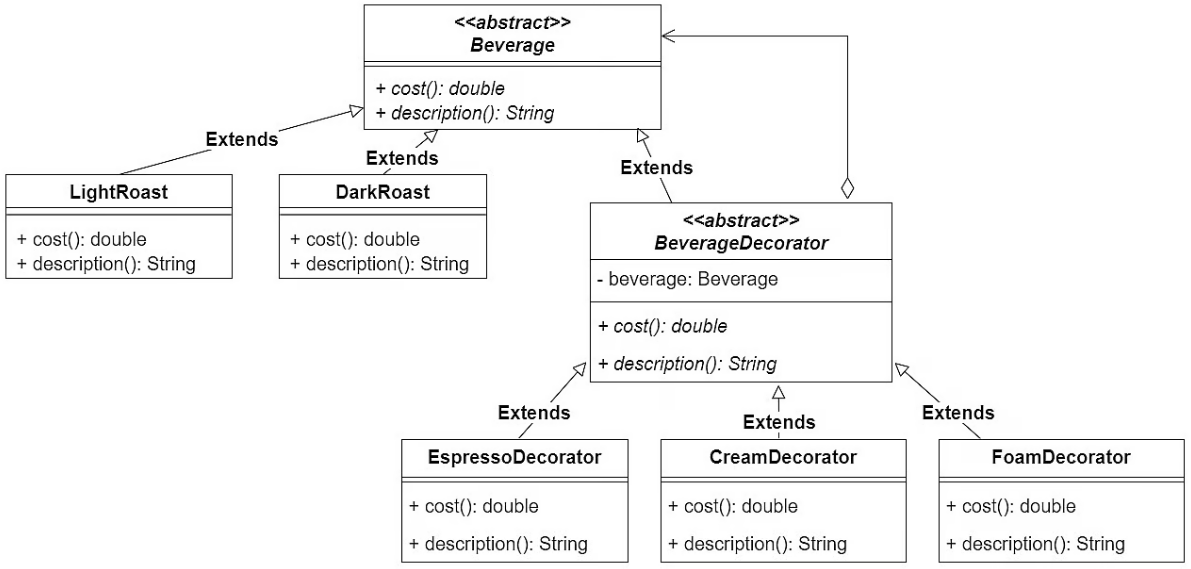 <<abstract>>
Beverage
+ cost(): double
+ description(): String
Extends
Extends
Extends
LightRoast
+ cost(): double
+ description(): String
DarkRoast
+ cost(): double
+ description(): String
<<abstract>>
BeverageDecorator
- beverage: Beverage
+ cost(): double
+ description(): String
Extends
Extends
Extends
EspressoDecorator
+ cost(): double
+ description(): String
CreamDecorator
+ cost(): double
+ description(): String
FoamDecorator
+ cost(): double
+ description(): String